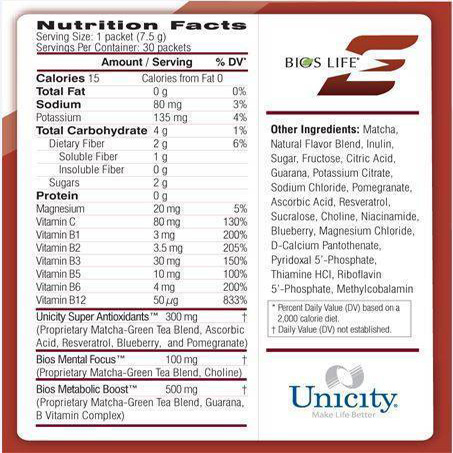 Nutrition Facts
Serving Size: 1 packet (7.5 g)
Servings Per Container: 30 packets
Amount / Serving % DV*
Calories 15 Calories from Fat 0
Total Fat 0 g 0%
Sodium 80 mg 3%
Potassium 135 mg 4%
Total Carbohydrate 4 g 1%
Dietary Fiber 2 g 6%
Soluble Fiber 1 g
Insoluble Fiber 0 g
Sugars 2 g
Protein 0 g
Magnesium 20 mg 5%
Vitamin C 80 mg 130%
Vitamin B1 3 mg 200%
Vitamin B2 3.5 mg 205%
Vitamin B3 30 mg 150%
Vitamin B5 10 mg 100%
Vitamin B6 4 mg 200%
Vitamin B12 50 µg 833%
Unicity Super Antioxidants™ 300 mg †
(Proprietary Matcha-Green Tea Blend, Ascorbic
Acid, Resveratrol, Blueberry, and Pomegranate)
Bios Mental Focus™ 100 mg †
(Proprietary Matcha-Green Tea Blend, Choline)
Bios Metabolic Boost™ 500 mg †
(Proprietary Matcha-Green Tea Blend, Guarana,
B Vitamin Complex)
BIOS LIFE® E
Other Ingredients: Matcha,
Natural Flavor Blend, Inulin,
Sugar, Fructose, Citric Acid,
Guarana, Potassium Citrate,
Sodium Chloride, Pomegranate,
Ascorbic Acid, Resveratrol,
Sucralose, Choline, Niacinamide,
Blueberry, Magnesium Chloride,
D-Calcium Pantothenate,
Pyridoxal 5'-Phosphate,
Thiamine HCl, Riboflavin
5'-Phosphate, Methylcobalamin
* Percent Daily Value (DV) based on a
2,000 calorie diet.
† Daily Value (DV) not established.
Unicity®
Make Life Better